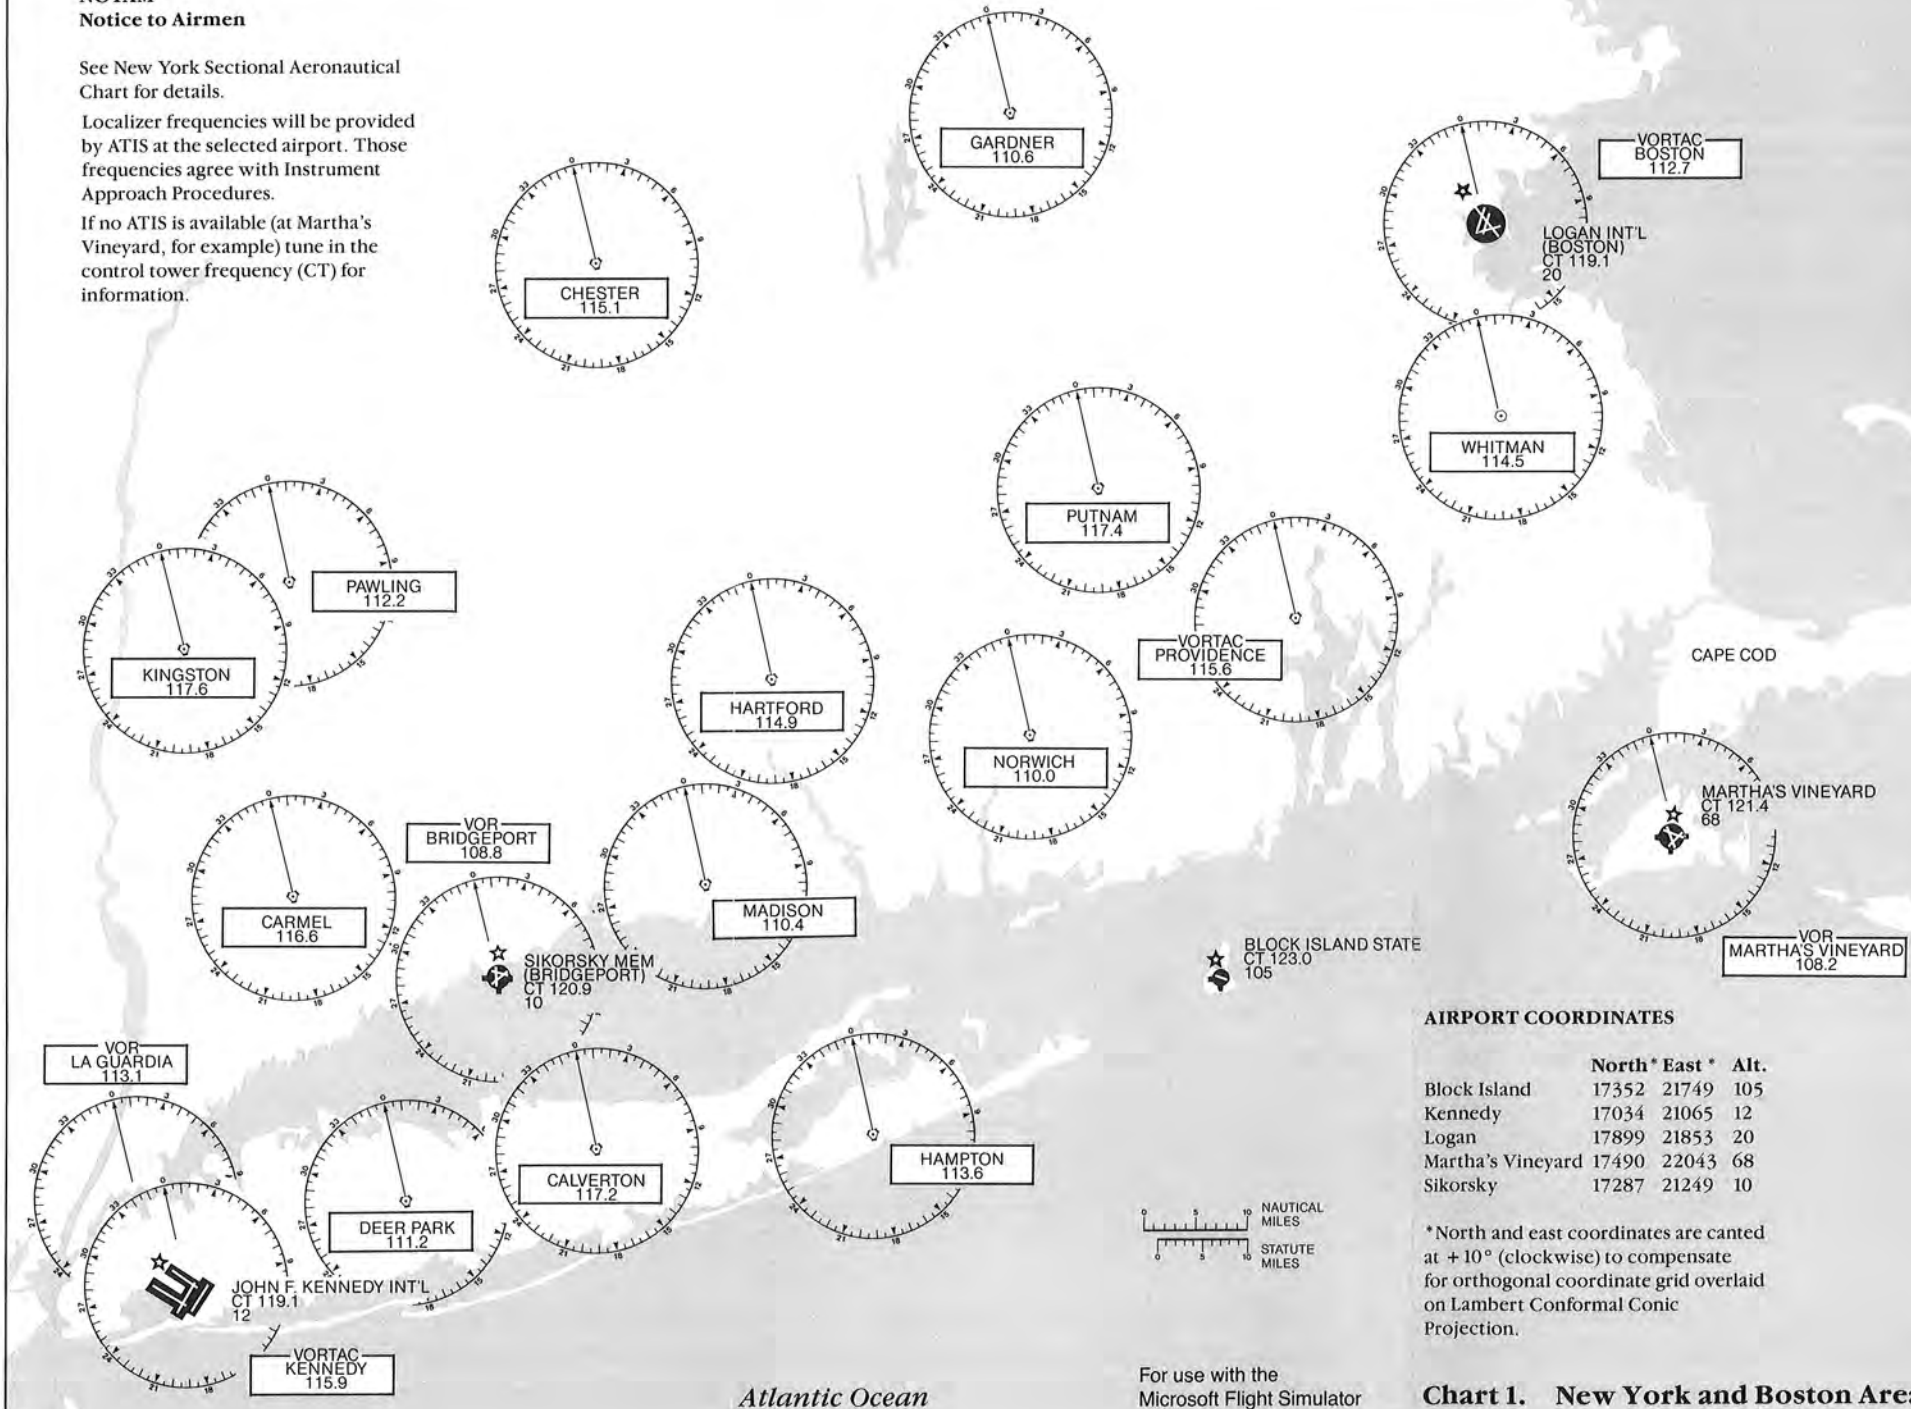 Notice to Airmen
See New York Sectional Aeronautical
Chart for details.
Localizer frequencies will be provided
by ATIS at the selected airport. Those
frequencies agree with Instrument
Approach Procedures.
If no ATIS is available (at Martha's
Vineyard, for example) tune in the
control tower frequency (CT) for
information.
GARDNER
110.6
VORTAC
BOSTON
112.7
LOGAN INT'L
(BOSTON)
CT 119.1
20
CHESTER
115.1
WHITMAN
114.5
PUTNAM
117.4
PAWLING
112.2
KINGSTON
117.6
VORTAC
PROVIDENCE
115.6
HARTFORD
114.9
NORWICH
110.0
CAPE COD
MARTHA'S VINEYARD
CT 121.4
68
VOR
MARTHA'S VINEYARD
108.2
VOR
BRIDGEPORT
108.8
CARMEL
116.6
MADISON
110.4
SIKORSKY MEM
(BRIDGEPORT)
CT 120.9
10
BLOCK ISLAND STATE
CT 123.0
105
VOR
LA GUARDIA
113.1
DEER PARK
111.2
CALVERTON
117.2
HAMPTON
113.6
JOHN F. KENNEDY INT'L
CT 119.1
12
VORTAC
KENNEDY
115.9
0 5 10
NAUTICAL
MILES
STATUTE
MILES
0 5 10
AIRPORT COORDINATES
North* East * Alt.
Block Island 17352 21749 105
Kennedy 17034 21065 12
Logan 17899 21853 20
Martha's Vineyard 17490 22043 68
Sikorsky 17287 21249 10
*North and east coordinates are canted
at + 10° (clockwise) to compensate
for orthogonal coordinate grid overlaid
on Lambert Conformal Conic
Projection.
Atlantic Ocean
For use with the
Microsoft Flight Simulator
Chart 1. New York and Boston Area